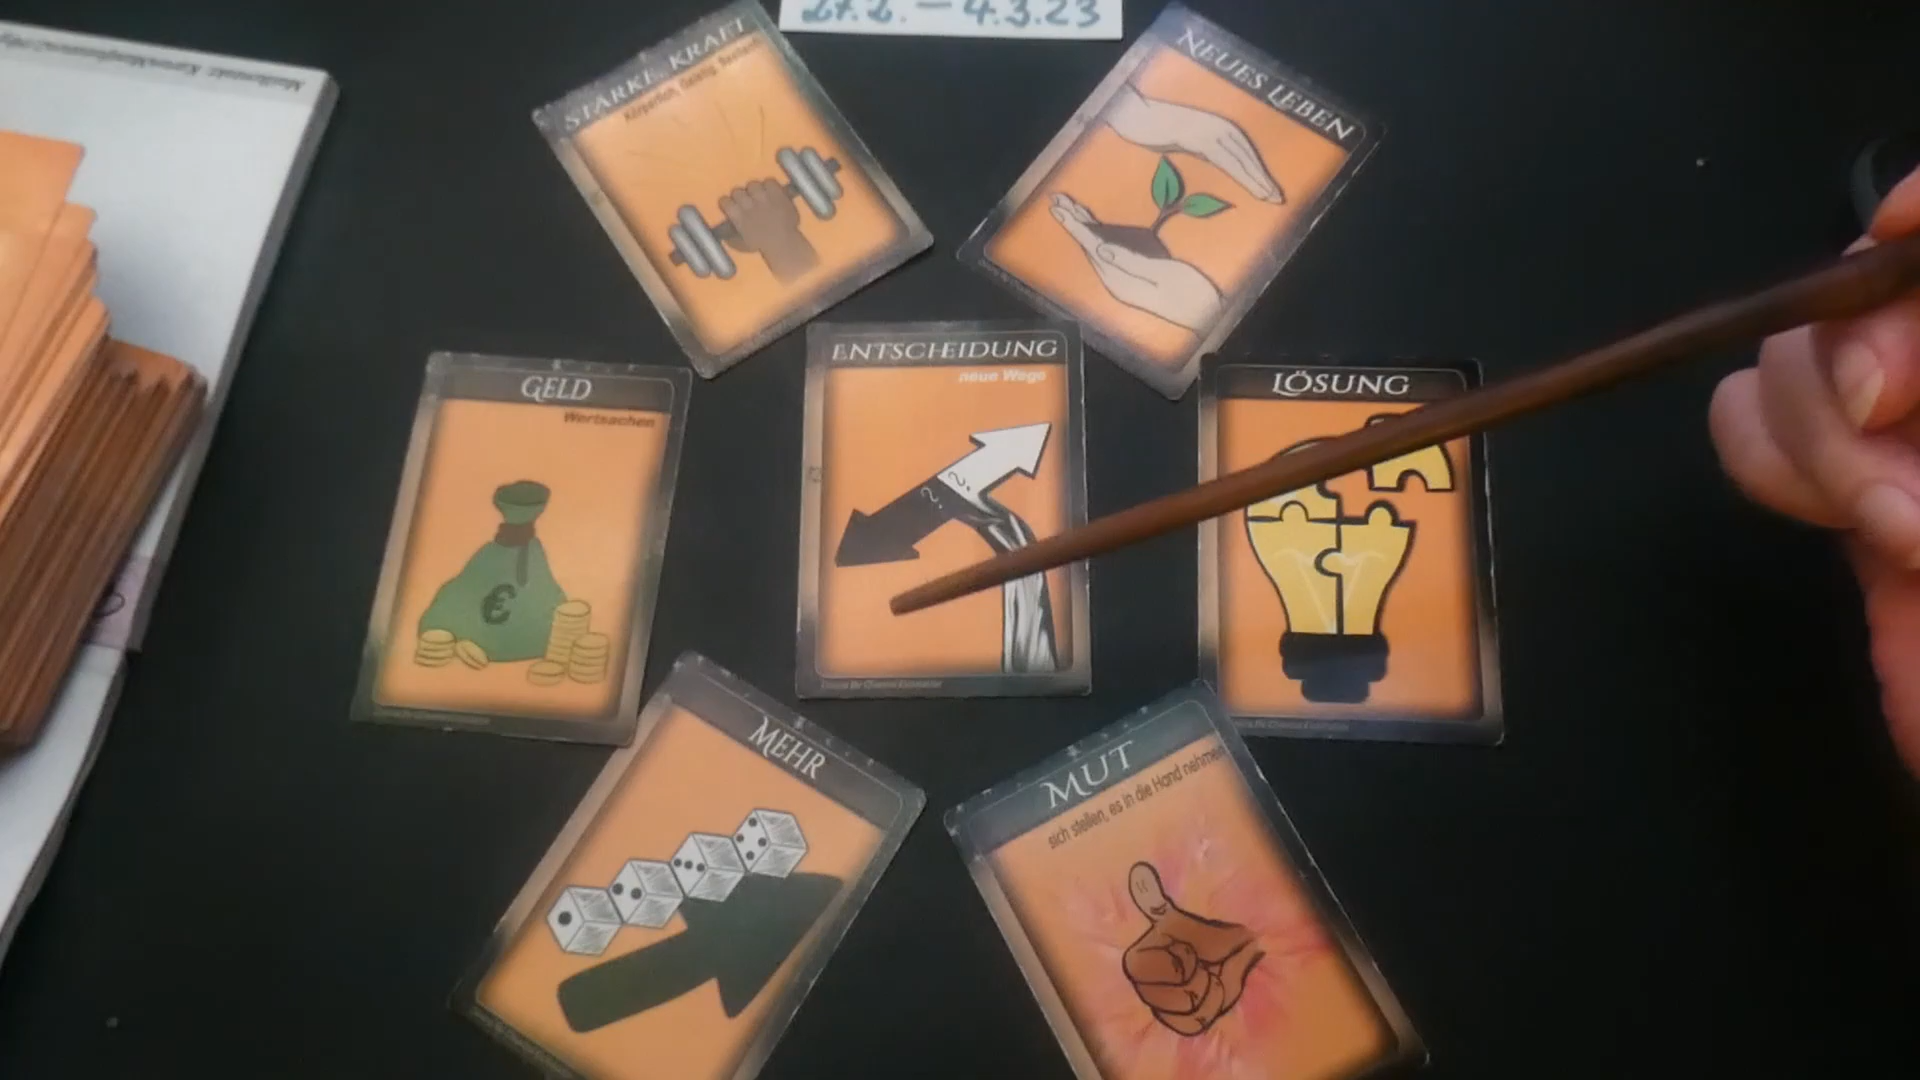 27.2. – 4.3.23
STÄRKE, KRAFT
Körperlich, Geistig, Seelisch
NEUES LEBEN
GELD
Wertsachen
ENTSCHEIDUNG
neue Wege
? ?
LÖSUNG
MEHR
MUT
sich stellen, es in die Hand nehmen
€